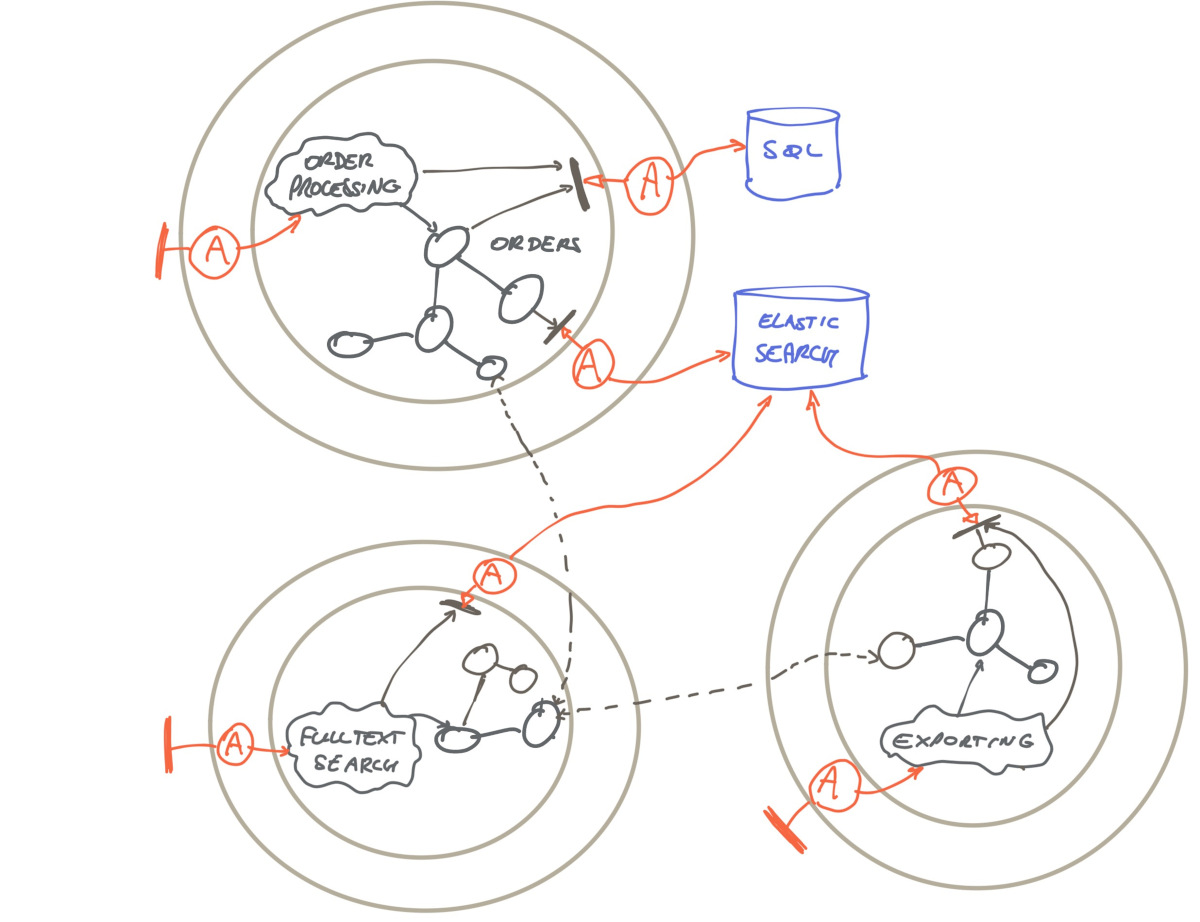 ORDER
PROCESSING
A
SQL
A
ORDERS
ELASTIC
SEARCH
A
A
A
FULLTEXT
SEARCH
A
EXPORTING
A